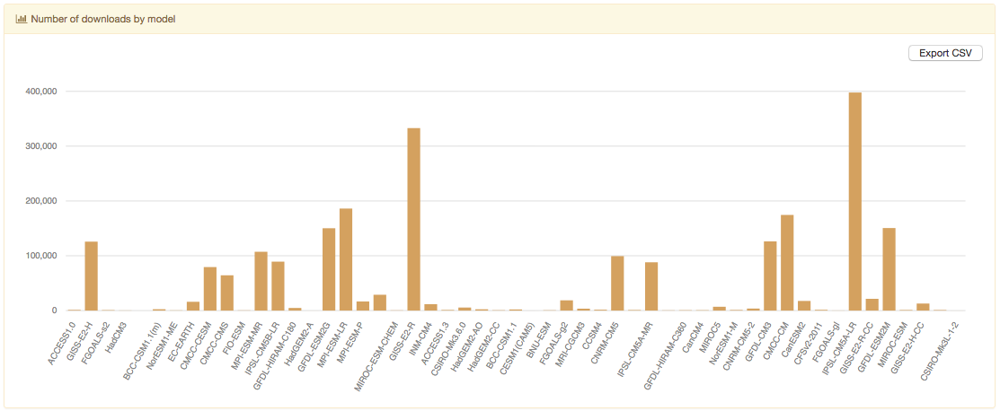 Number of downloads by model
Export CSV
400,000
300,000
200,000
100,000
0
ACCESS1.0
GISS-E2-H
FGOALS-s2
HadCM3
BCC-CSM1.1(m)
NorESM1-ME
EC-EARTH
CMCC-CESM
CMCC-CMS
FIO-ESM
MPI-ESM-MR
IPSL-CM5B-LR
GFDL-HIRAM-C180
HadGEM2-A
GFDL-ESM2G
MPI-ESM-LR
MPI-ESM-P
MIROC-ESM-CHEM
GISS-E2-R
INM-CM4
ACCESS1.3
CSIRO-Mk3.6.0
HadGEM2-AO
HadGEM2-CC
BCC-CSM1.1
CESM1(CAM5)
BNU-ESM
FGOALS-g2
MRI-CGCM3
CCSM4
CNRM-CM5
IPSL-CM5A-MR
GFDL-HIRAM-C360
CanCM4
MIROC5
NorESM1-M
CNRM-CM5-2
GFDL-CM3
CMCC-CM
CanESM2
CFSv2-2011
FGOALS-gl
IPSL-CM5A-LR
GISS-E2-R-CC
GFDL-ESM2M
MIROC-ESM
GISS-E2-H-CC
CSIRO-Mk3L-1-2